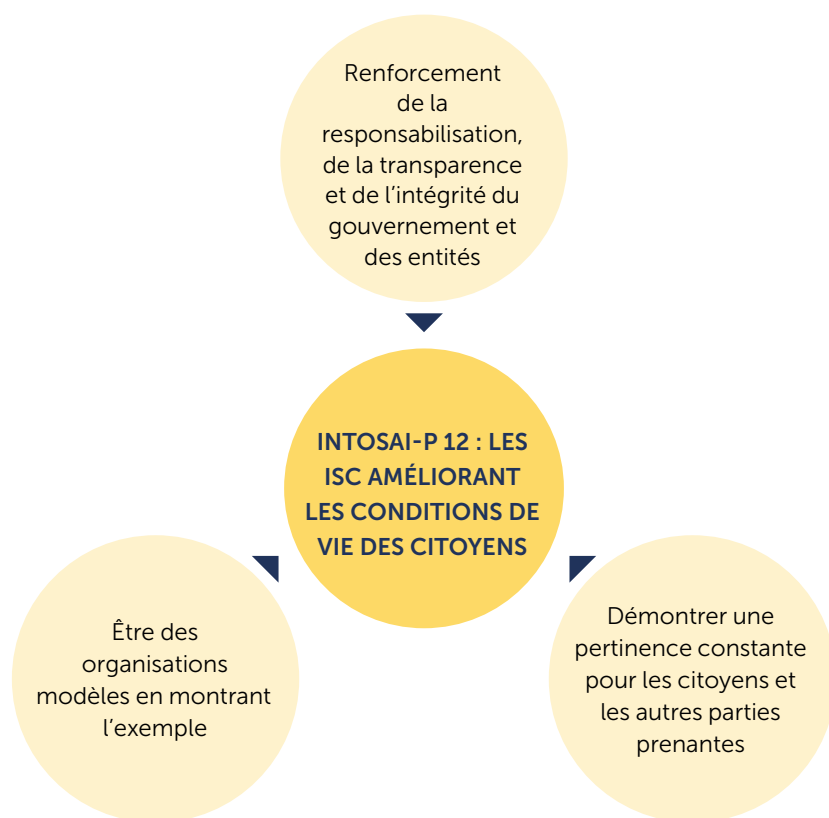 Renforcement
de la
responsabilisation,
de la transparence
et de l’intégrité du
gouvernement et
des entités
INTOSAI-P 12 : LES
ISC AMÉLIORANT
LES CONDITIONS DE
VIE DES CITOYENS
Être des
organisations
modèles en montrant
l’exemple
Démontrer une
pertinence constante
pour les citoyens et
les autres parties
prenantes